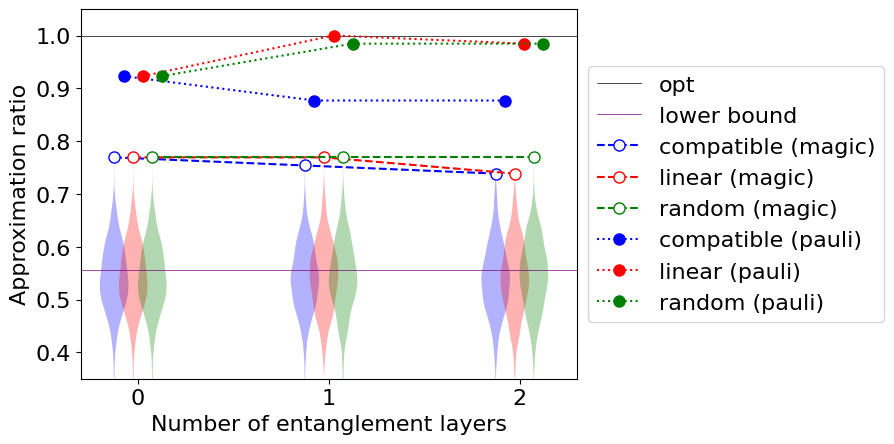 1.0
0.9
0.8
0.7
0.6
0.5
0.4
Approximation ratio
0 1 2
Number of entanglement layers
opt
lower bound
compatible (magic)
linear (magic)
random (magic)
compatible (pauli)
linear (pauli)
random (pauli)